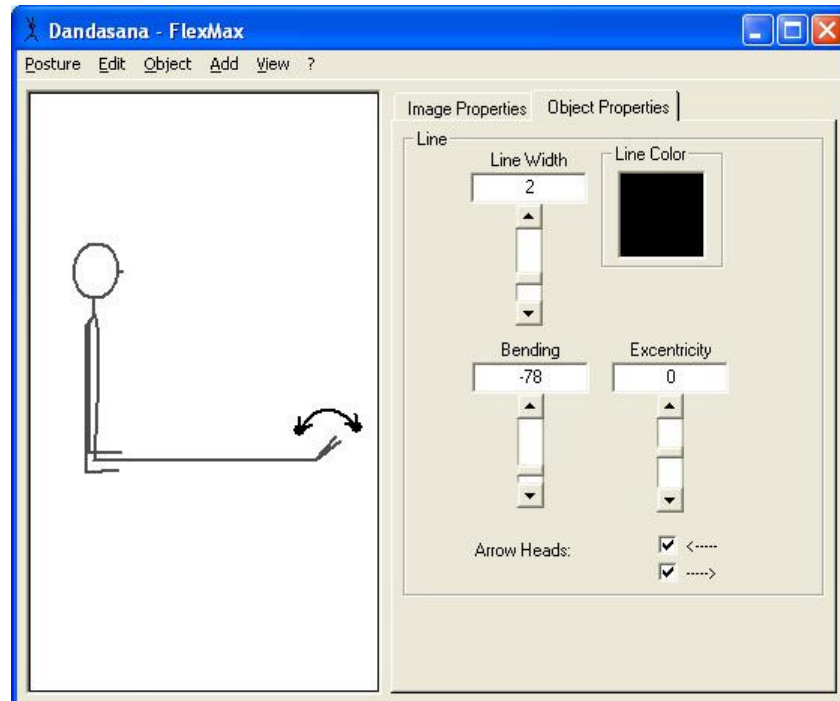 Dandasana - FlexMax
Posture Edit Object Add View ?
Image Properties Object Properties
Line
Line Width
2
Line Color
Bending
-78
Excentricity
0
Arrow Heads:
<-----
----->